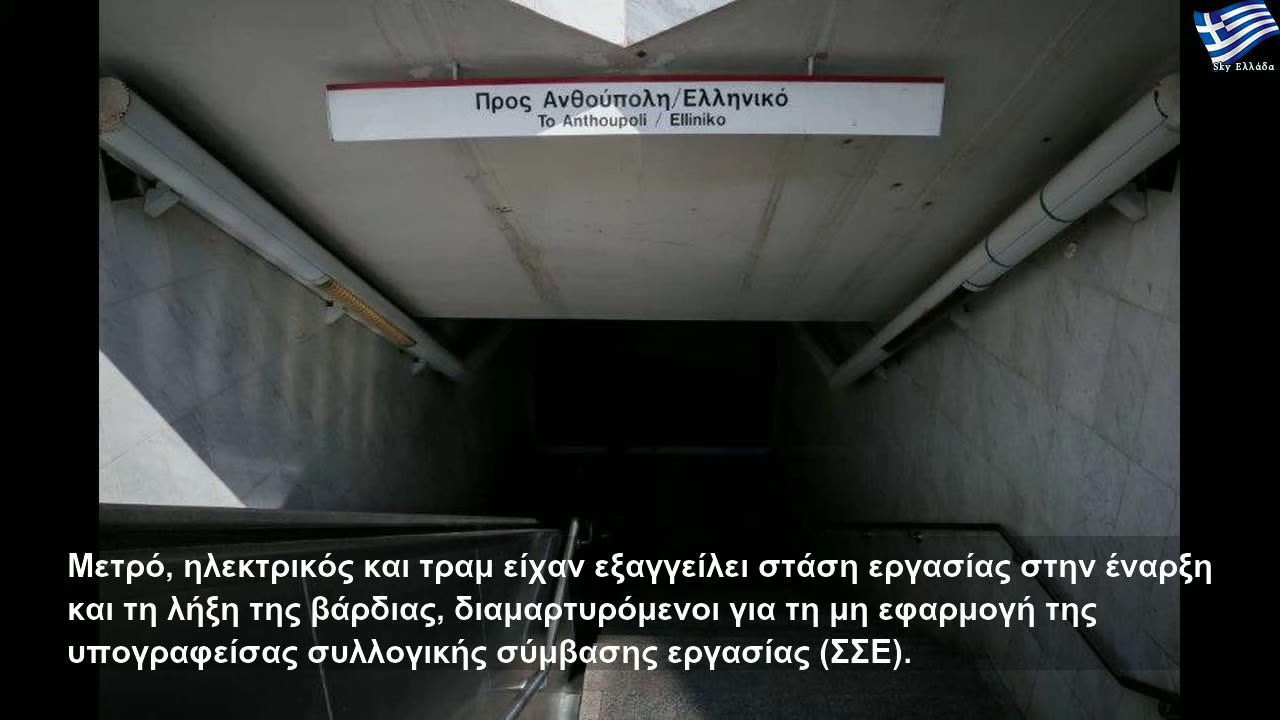 Sky Ελλάδα
Προς Ανθούπολη/Ελληνικό
To Anthoupoli / Elliniko
Μετρό, ηλεκτρικός και τραμ είχαν εξαγγείλει στάση εργασίας στην έναρξη
και τη λήξη της βάρδιας, διαμαρτυρόμενοι για τη μη εφαρμογή της
υπογραφείσας συλλογικής σύμβασης εργασίας (ΣΣΕ).